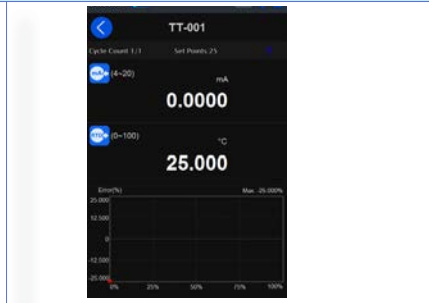 TT-001
Cycle Count 1/1 Set Points 25
mA (4~20)
mA
0.0000
(0~100)
°C
25.000
Error(%) Max -25.000%
25.000
12.500
0
-12.500
-25.000
0% 25% 50% 75% 100%